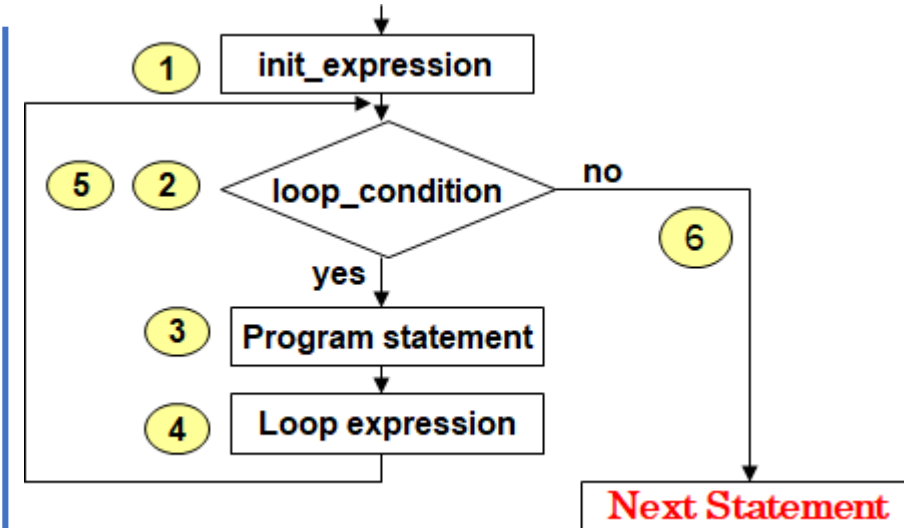 1
init_expression
5
2
loop_condition
no
6
yes
3
Program statement
4
Loop expression
Next Statement